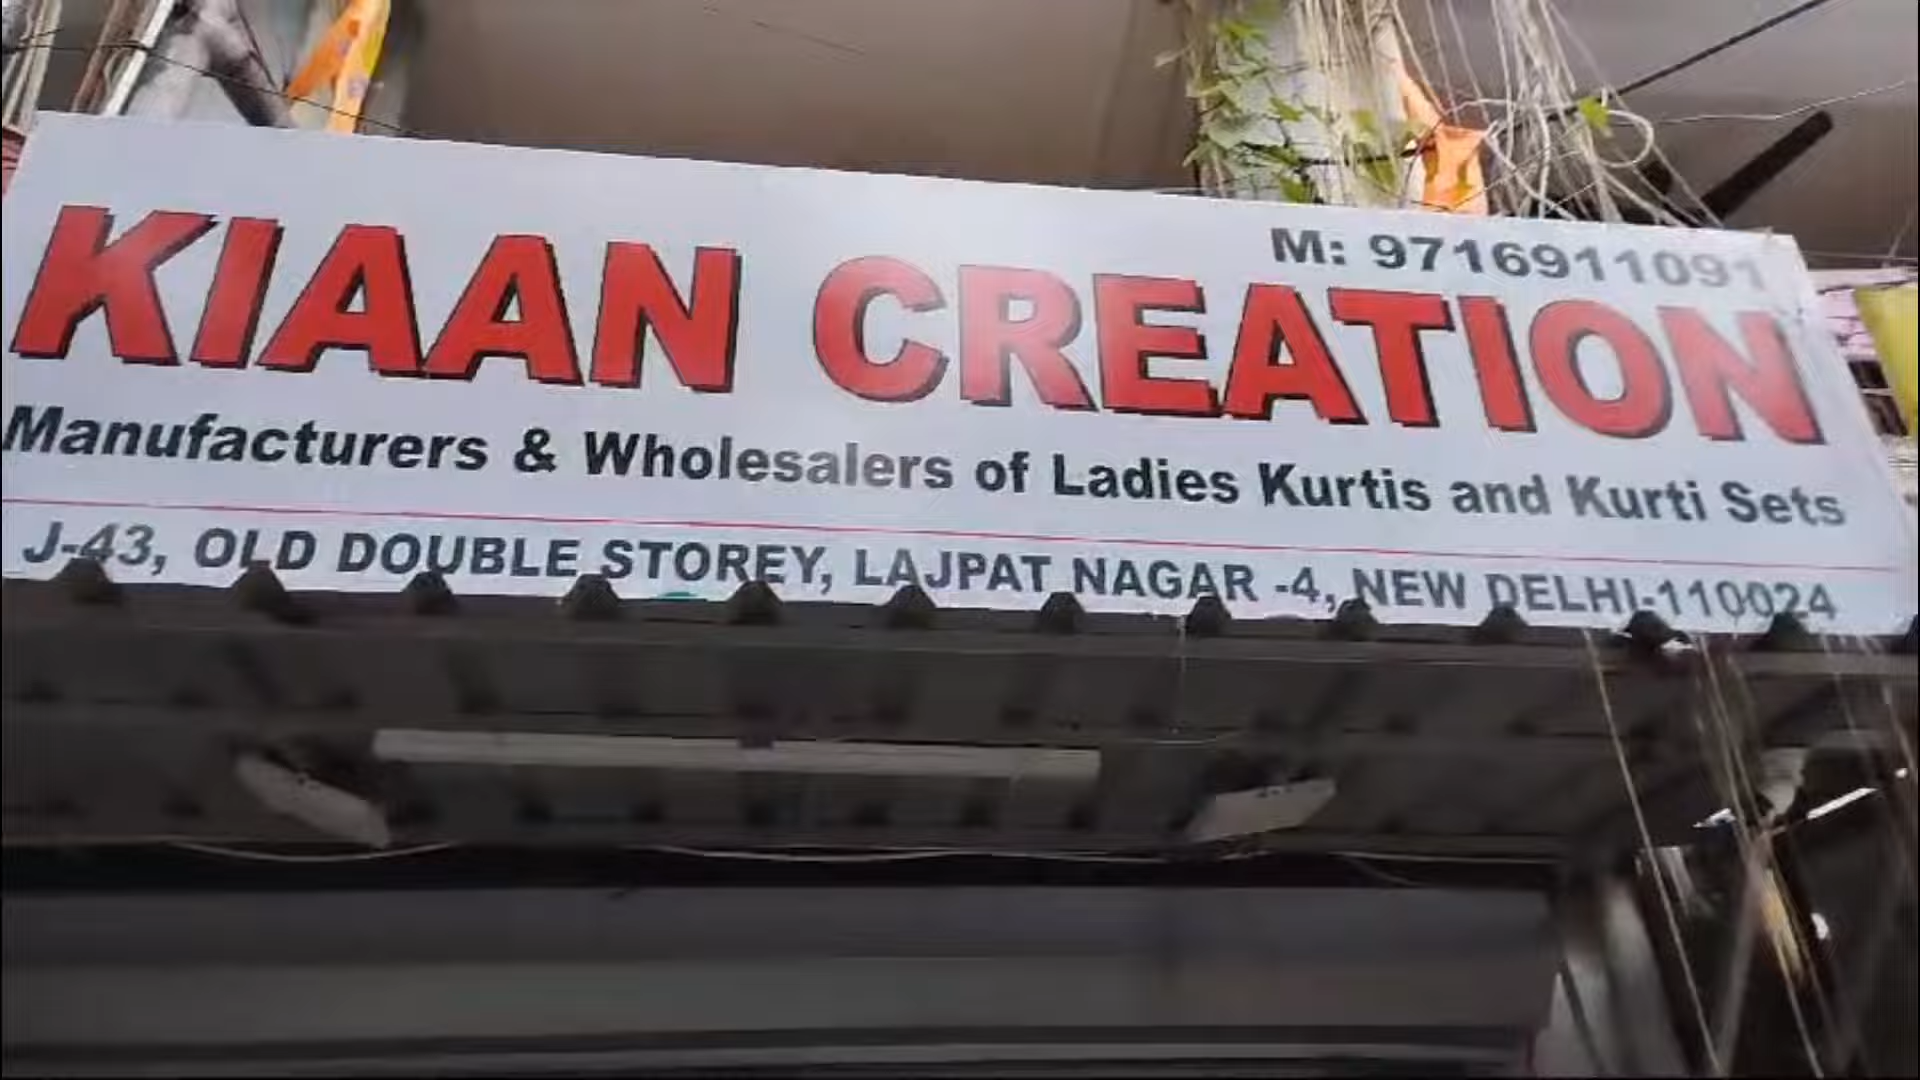 M: 9716911091
KIAAN CREATION
Manufacturers & Wholesalers of Ladies Kurtis and Kurti Sets
J-43, OLD DOUBLE STOREY, LAJPAT NAGAR -4, NEW DELHI-110024